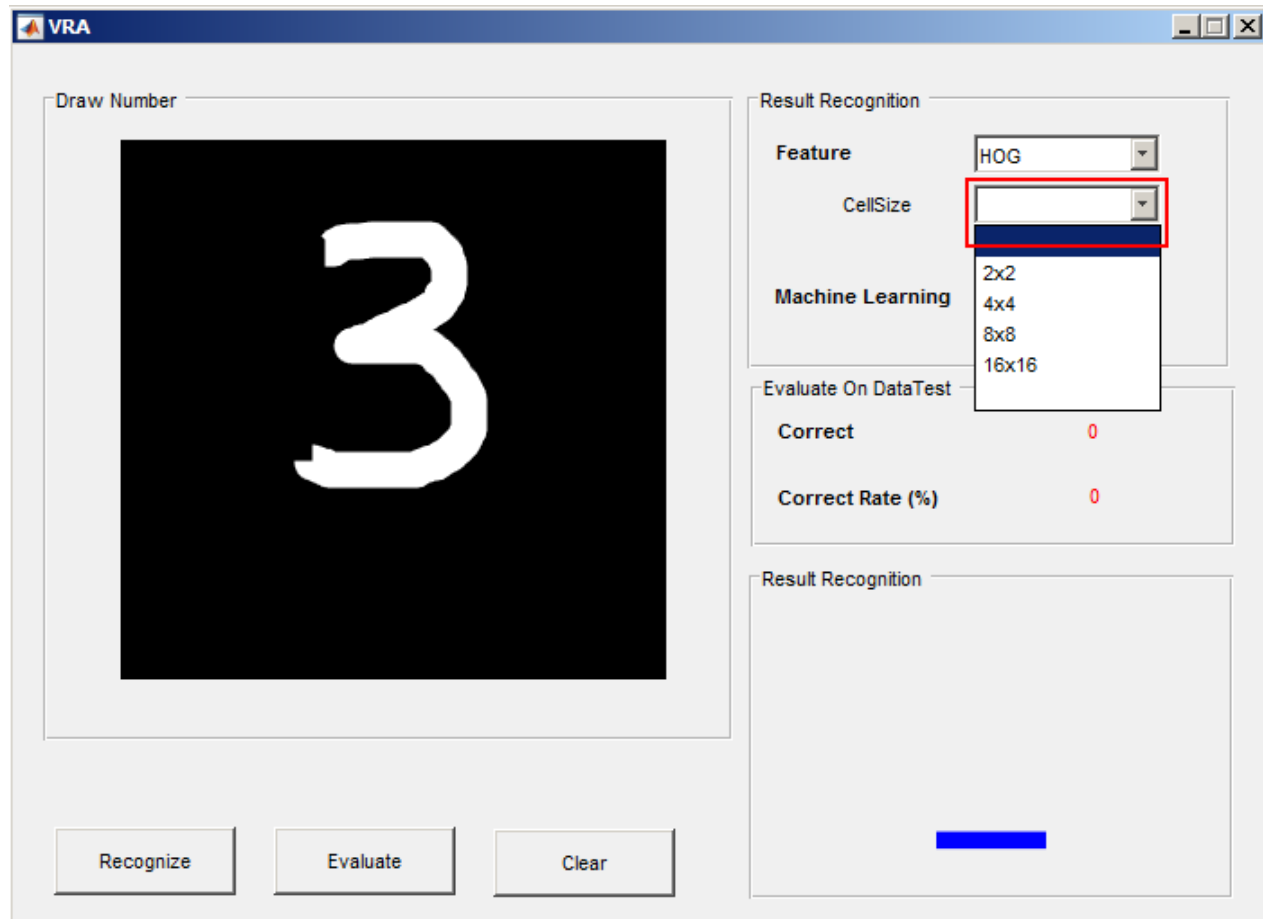 VRA
Draw Number
3
Result Recognition
Feature
HOG
CellSize
2x2
4x4
8x8
16x16
Machine Learning
Evaluate On DataTest
Correct
0
Correct Rate (%)
0
Result Recognition
Recognize
Evaluate
Clear